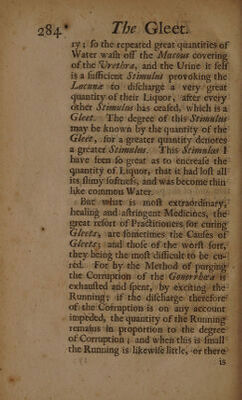 284 The Gleet.
ry; ſo the repeated great quantities of
Water waſh off the Mucous covering
of the Urethra, and the Urine it ſelf
is a ſufficient Stimulus provoking the
Lacunæ to diſcharge a very great
quantity of their Liquor, after every
other Stimulus has ceaſed, which is a
Gleet. The degree of this Stimulus
may be known by the quantity of the
Gleet, for a greater quantity denotes
a greater Stimulus. This Stimulus I
have ſeen ſo great as to encreaſe the
quantity of Liquor, that it had loſt all
its ſlimy ſoftneſs, and was become thin
like common Water.
But what is moſt extraordinary,
healing and aſtringent Medicines, the
great reſort of Practitioners for curing
Gleets, are ſometimes the Cauſes of
Gleets; and thoſe of the worſt ſort,
they being the moſt difficult to be cu-
red. For by the Method of purging
the Corruption of the Gonorrhœa is
exhauſted and ſpent, by exciting the
Running; if the diſcharge therefore
of the Corruption is on any account
impeded, the quantity of the Running
remains in proportion to the degree
of Corruption; and when this is ſmall
the Running is likewiſe little, or there
is